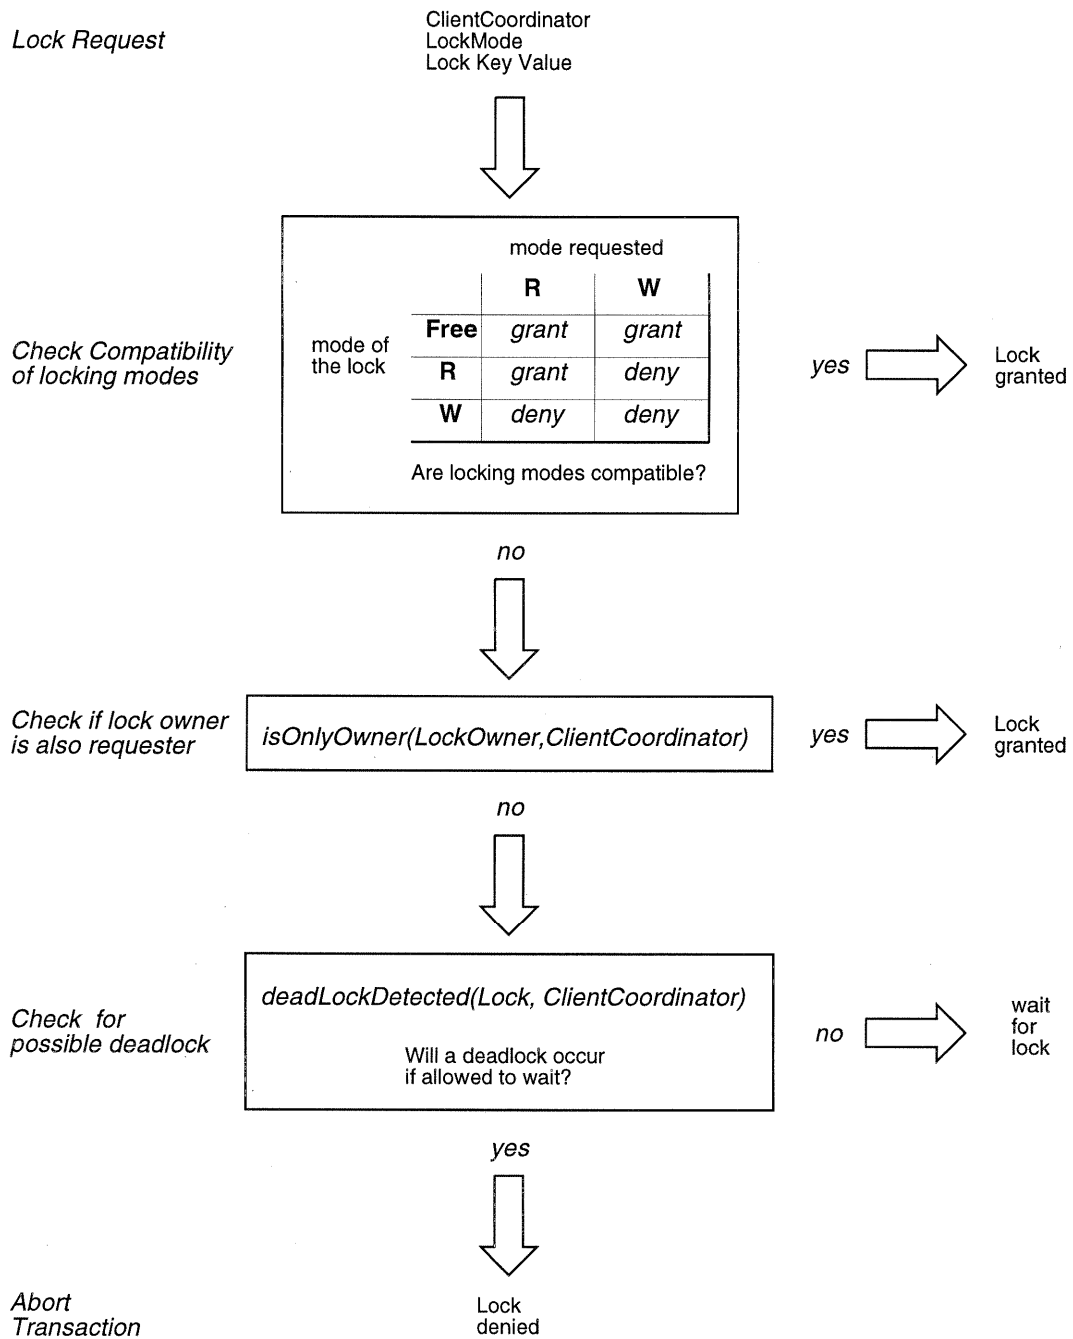 Lock Request
ClientCoordinator
LockMode
Lock Key Value
mode requested
R W
Free grant grant
R grant deny
W deny deny
mode of
the lock
Are locking modes compatible?
Check Compatibility
of locking modes
yes
Lock
granted
no
Check if lock owner
is also requester
isOnlyOwner(LockOwner,ClientCoordinator)
yes
Lock
granted
no
Check for
possible deadlock
deadLockDetected(Lock, ClientCoordinator)
Will a deadlock occur
if allowed to wait?
no
wait
for
lock
yes
Abort
Transaction
Lock
denied